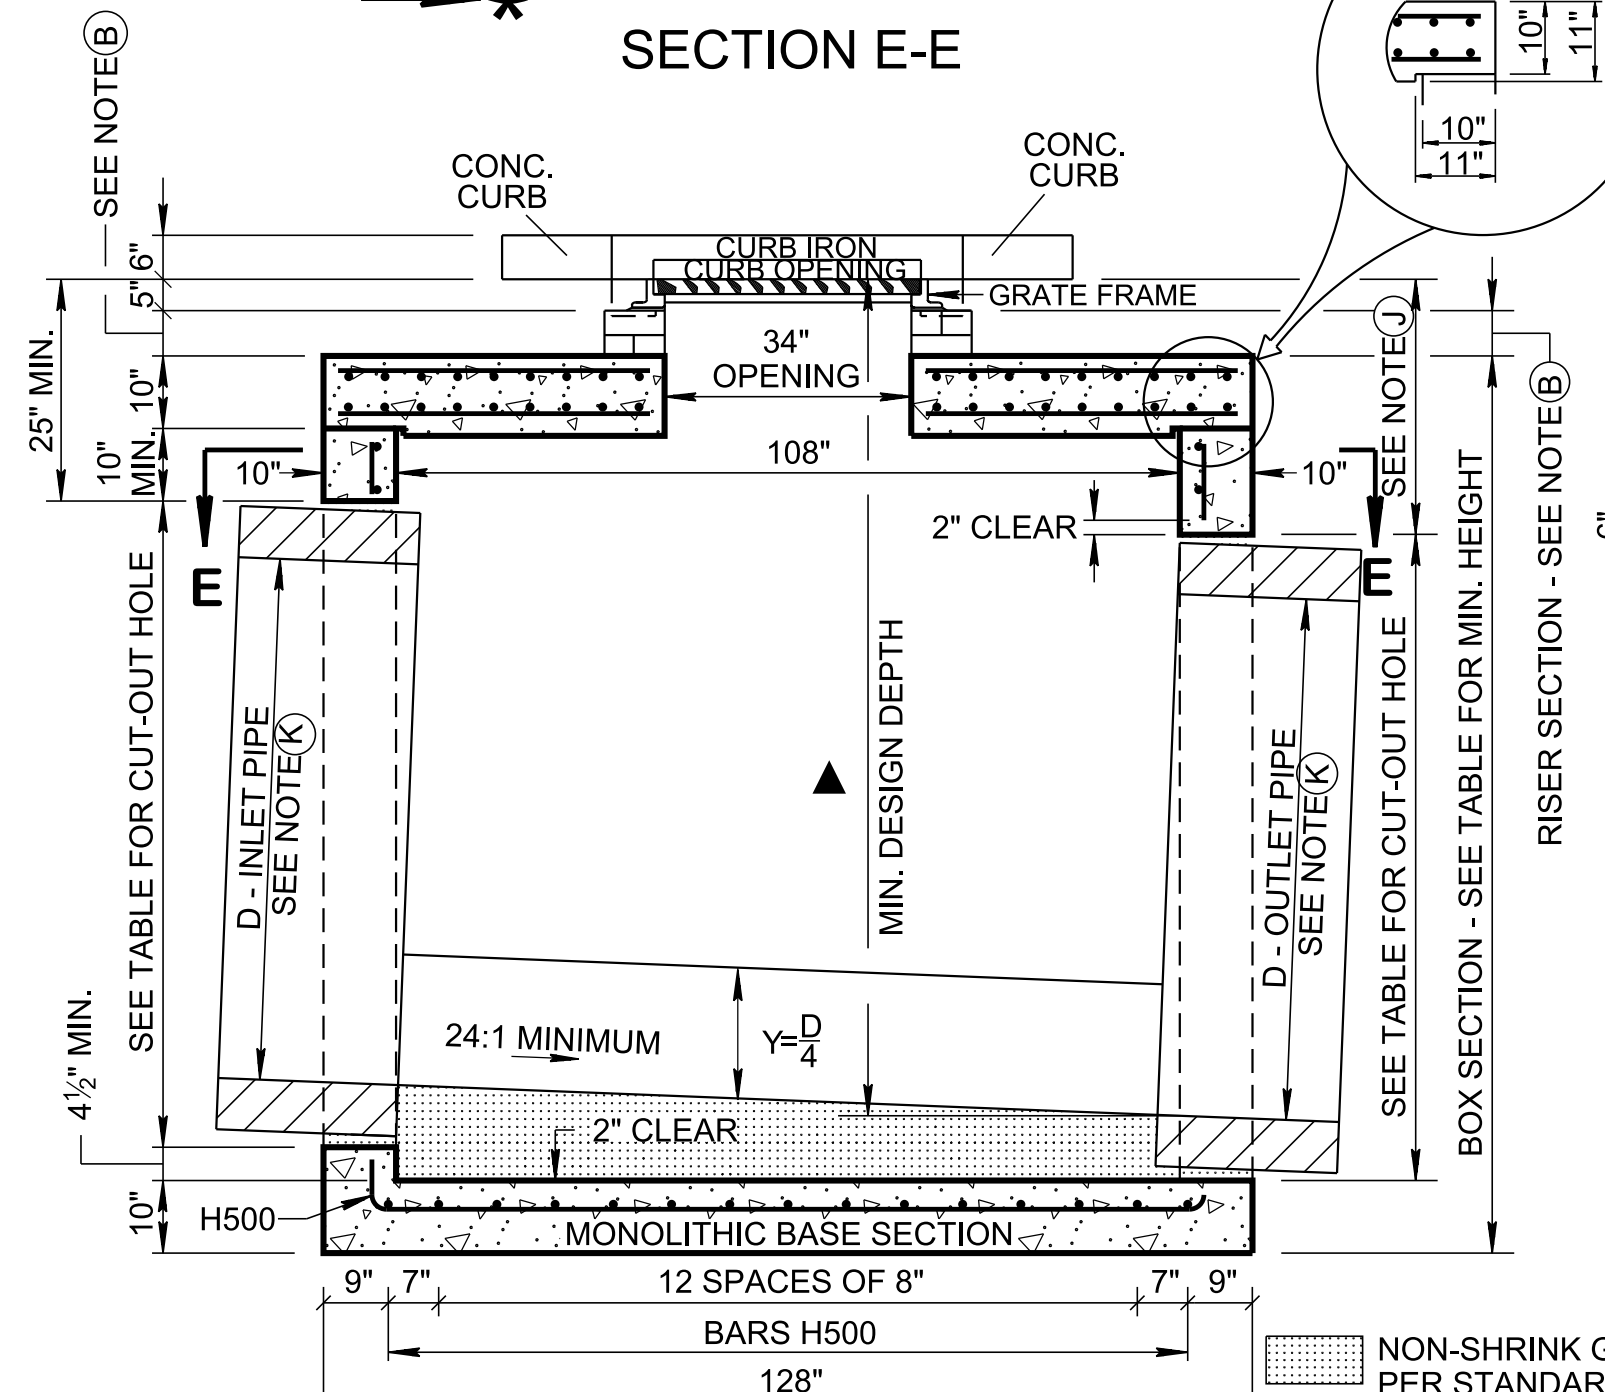 SECTION E-E
SEE NOTE B
10"
11"
10"
11"
CONC.
CURB
CONC.
CURB
6"
5"
CURB IRON
CURB OPENING
GRATE FRAME
25" MIN.
34"
OPENING
SEE NOTE J
10"
10"
MIN.
10"
108"
10"
2" CLEAR
E
E
SEE TABLE FOR CUT-OUT HOLE
D - INLET PIPE
SEE NOTE K
MIN. DESIGN DEPTH
D - OUTLET PIPE
SEE NOTE K
SEE TABLE FOR CUT-OUT HOLE
BOX SECTION - SEE TABLE FOR MIN. HEIGHT
RISER SECTION - SEE NOTE B
24:1 MINIMUM
Y=D/4
4½" MIN.
2" CLEAR
10"
H500
MONOLITHIC BASE SECTION
9" 7" 12 SPACES OF 8" 7" 9"
BARS H500
128"
NON-SHRINK
PER STANDAR